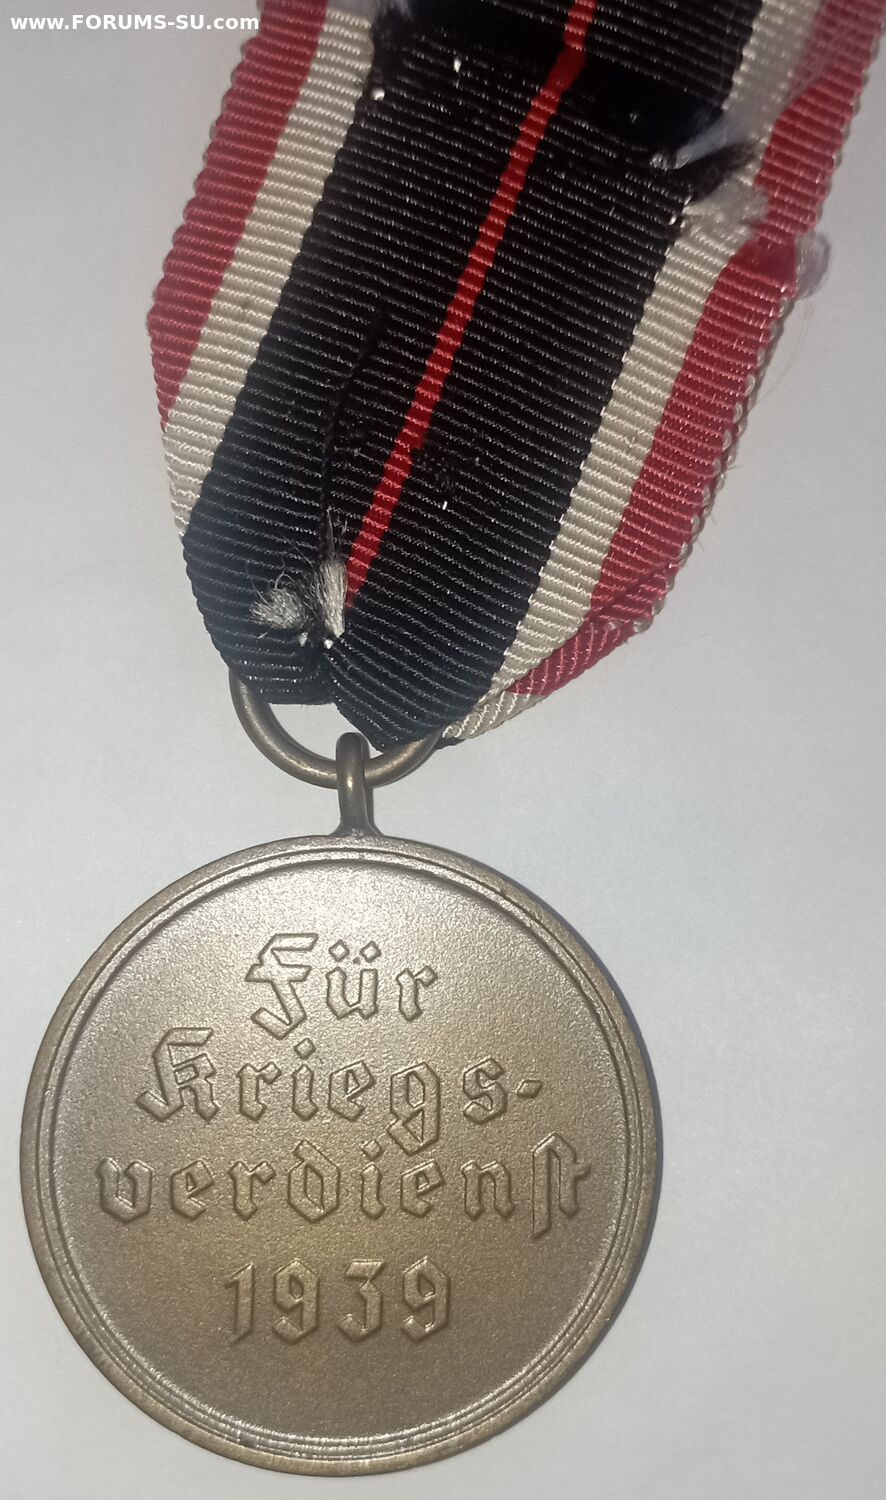 www.FORUMS-SU.com
Für
Kriegs-
verdienst
1939